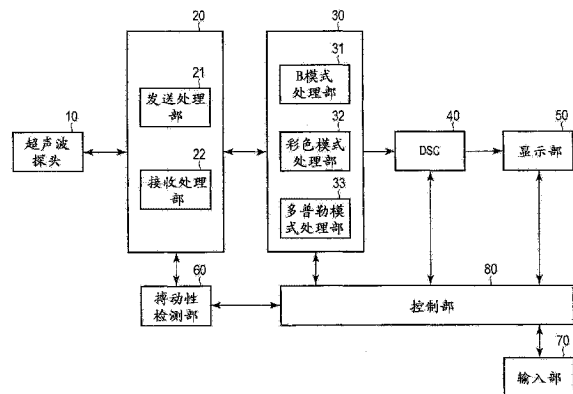 20
30
21
发送处理
部
31
B模式
处理部
10
超声波
探头
22
接收处理
部
32
彩色模式
处理部
40
DSC
50
显示部
33
多普勒模
式处理部
60
搏动性
检测部
80
控制部
70
输入部